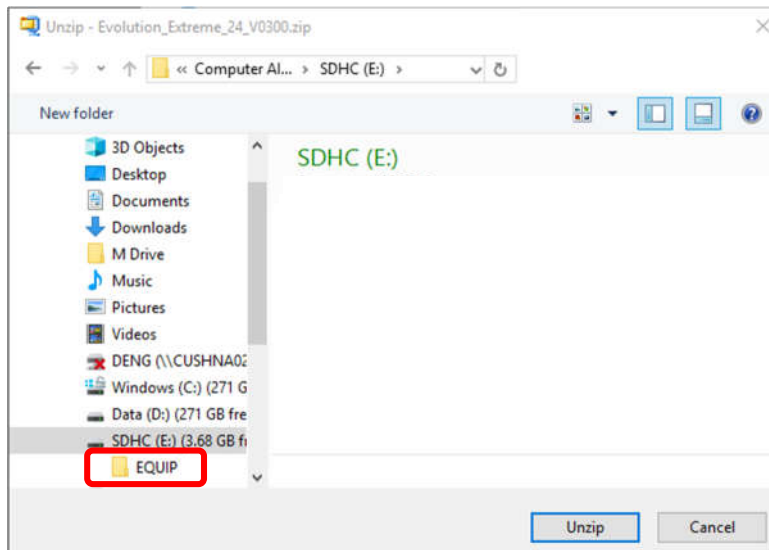 Unzip - Evolution_Extreme_24_V0300.zip
« Computer Al... › SDHC (E:) ›
New folder
SDHC (E:)
3D Objects
Desktop
Documents
Downloads
M Drive
Music
Pictures
Videos
DENG (\\CUSHNA02
Windows (C:) (271 G
Data (D:) (271 GB fre
SDHC (E:) (3.68 GB fr
EQUIP
Unzip
Cancel